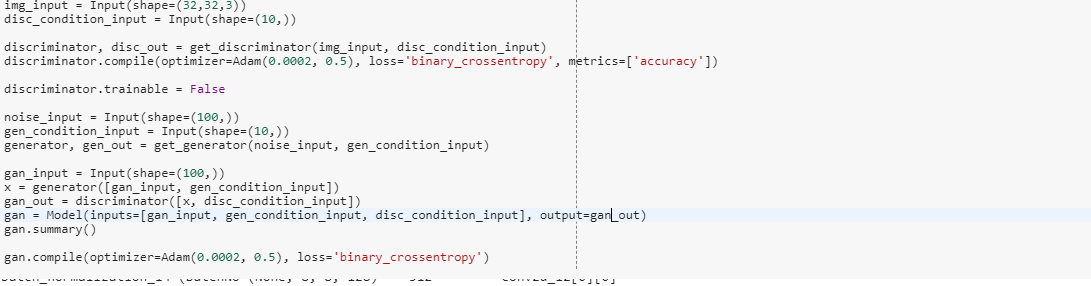 img_input = Input(shape=(32,32,3))
disc_condition_input = Input(shape=(10,))
discriminator, disc_out = get_discriminator(img_input, disc_condition_input)
discriminator.compile(optimizer=Adam(0.0002, 0.5), loss='binary_crossentropy', metrics=['accuracy'])
discriminator.trainable = False
noise_input = Input(shape=(100,))
gen_condition_input = Input(shape=(10,))
generator, gen_out = get_generator(noise_input, gen_condition_input)
gan_input = Input(shape=(100,))
x = generator([gan_input, gen_condition_input])
gan_out = discriminator([x, disc_condition_input])
gan = Model(inputs=[gan_input, gen_condition_input, disc_condition_input], output=gan_out)
gan.summary()
gan.compile(optimizer=Adam(0.0002, 0.5), loss='binary_crossentropy')